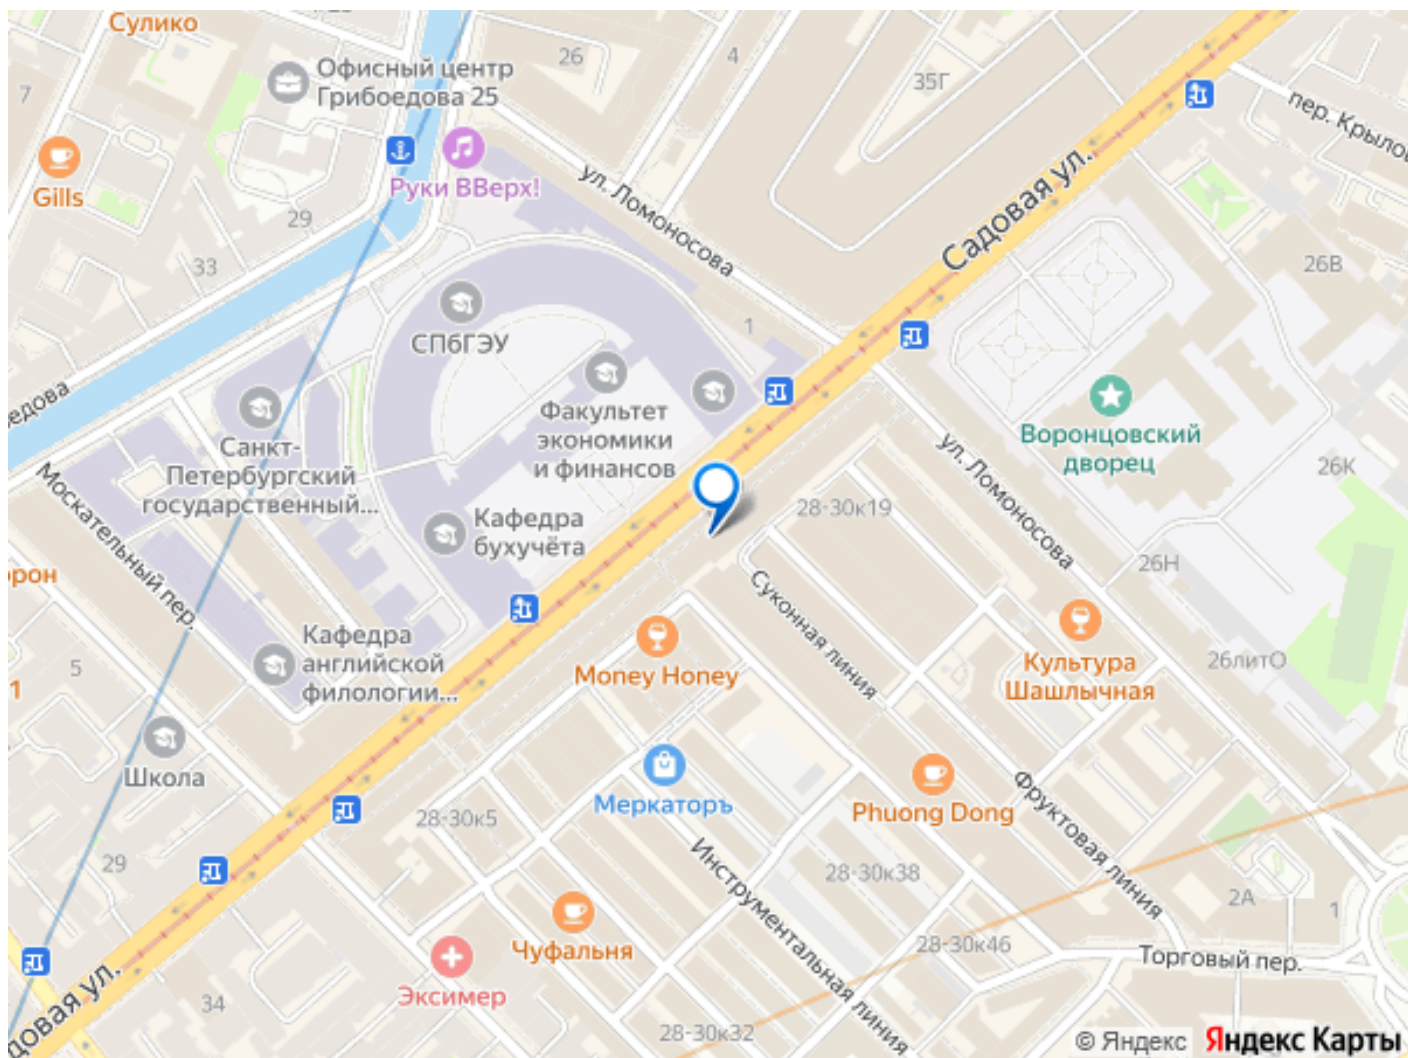 Сулико
26
4
Офисный центр
Грибоедова 25
35Г
7
пер. Крылов
Gills
Руки ВВерх!
ул. Ломоносова
Садовая ул.
29
33
26В
СПбГЭУ
1
Факультет
экономики
и финансов
Воронцовский
дворец
едова
Санкт-
Петербургский
государственный...
ул. Ломоносова
26К
Москательный пер.
28-30к19
Кафедра
бухучёта
26Н
орон
Суконная линия
Кафедра
английской
филологии...
5
Money Honey
Культура
Шашлычная
26литО
1
Школа
Меркаторъ
28-30к5
Phuong Dong
Фруктовая линия
29
Инструментальная линия
28-30к38
2А
1
Чуфальня
28-30к46
Торговый пер.
Эксимер
34
довая ул.
28-30к32
© Яндекс Яндекс Карты